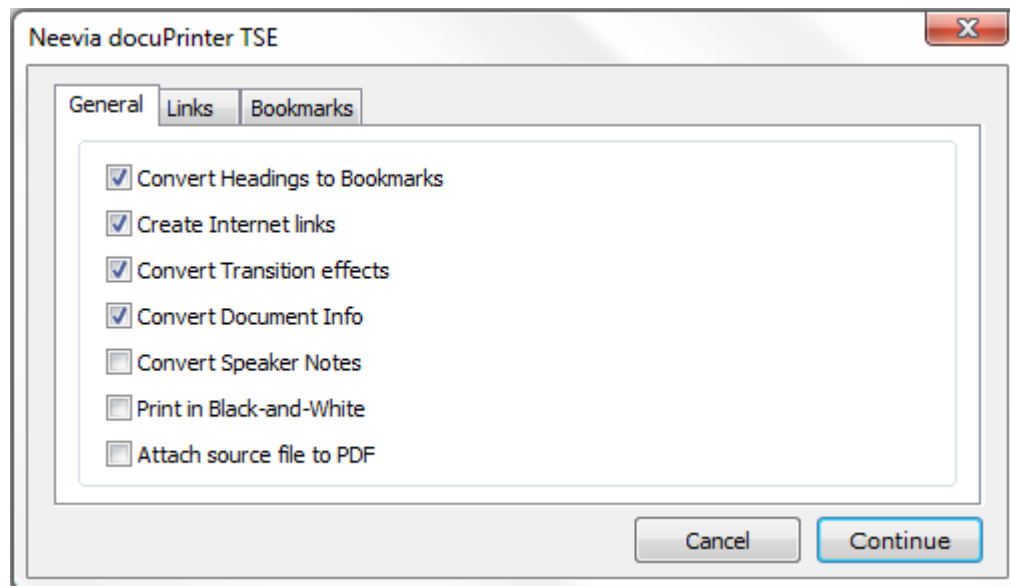 Neevia docuPrinter TSE
General Links Bookmarks
Convert Headings to Bookmarks
Create Internet links
Convert Transition effects
Convert Document Info
Convert Speaker Notes
Print in Black-and-White
Attach source file to PDF
Cancel Continue